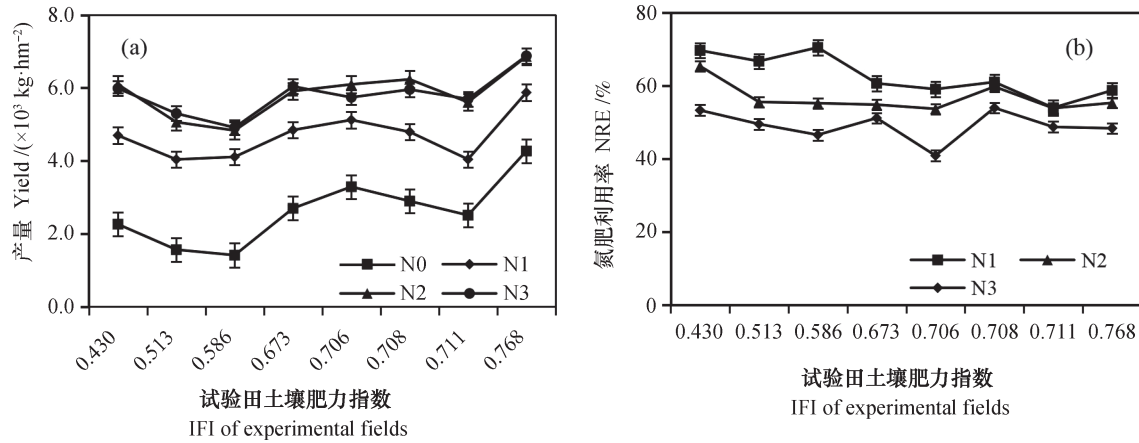 8.0
6.0
4.0
2.0
0.0
产量 Yield /(×10³ kg·hm⁻²)
(a)
N0 N1
N2 N3
0.430 0.513 0.586 0.673 0.706 0.708 0.711 0.768
试验田土壤肥力指数
IFI of experimental fields
80
60
40
20
0
氮肥利用率 NRE /%
(b)
N1 N2
N3
0.430 0.513 0.586 0.673 0.706 0.708 0.711 0.768
试验田土壤肥力指数
IFI of experimental fields